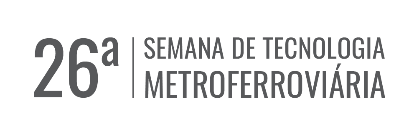 26ª
SEMANA DE TECNOLOGIA
METROFERROVIÁRIA